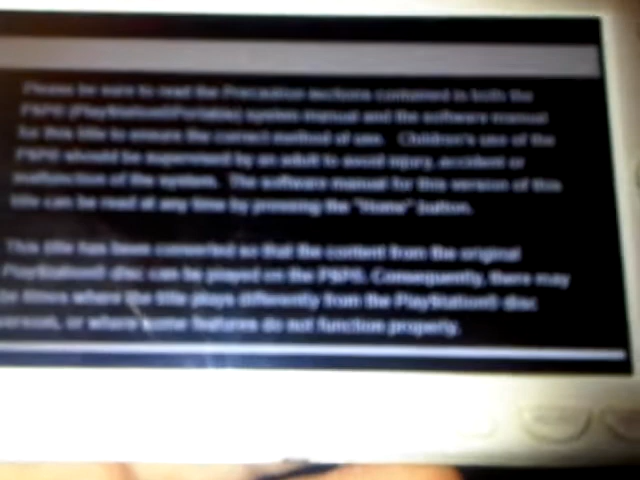 Please be sure to read the Precaution sections contained in both the
PSP® (PlayStation®Portable) system manual and the software manual
for this title to ensure the correct method of use. Children's use of the
PSP® should be supervised by an adult to avoid injury, accident or
malfunction of the system. The software manual for this version of this
title can be read at any time by pressing the "Home" button.
This title has been converted so that the content from the original
PlayStation® disc can be played on the PSP®. Consequently, there may
be times where the title plays differently from the PlayStation® disc
version, or where some features do not function properly.